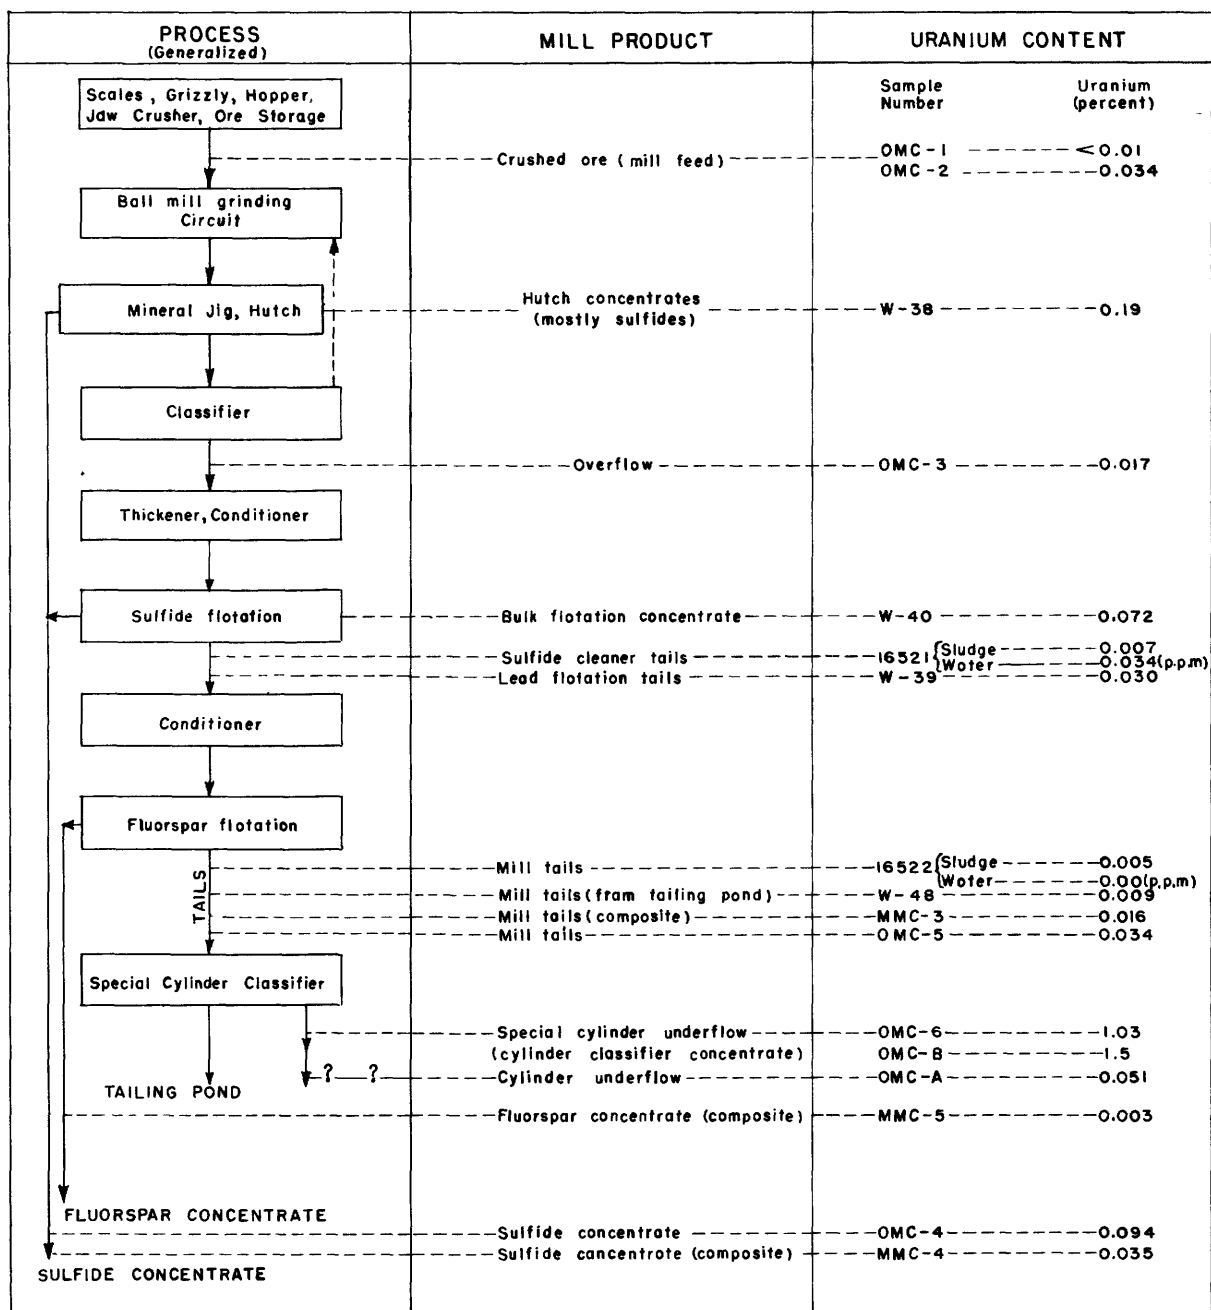 PROCESS
(Generalized)
MILL PRODUCT
URANIUM CONTENT
Sample Number
Uranium (percent)
Scales, Grizzly, Hopper,
Jaw Crusher, Ore Storage
Crushed ore (mill feed) OMC-1 <0.01
OMC-2 0.034
Ball mill grinding
Circuit
Mineral Jig, Hutch
Hutch concentrates
(mostly sulfides)
W-38 0.19
Classifier
Overflow OMC-3 0.017
Thickener, Conditioner
Sulfide flotation
Bulk flotation concentrate W-40 0.072
Sulfide cleaner tails 16521 {Sludge 0.007
{Woter 0.034(p.p.m)
Lead flotation tails W-39 0.030
Conditioner
Fluorspar flotation
TAILS
Mill tails 16522 {Sludge 0.005
{Woter 0.00(p.p.m)
Mill tails (fram tailing pond) W-48 0.009
Mill tails (composite) MMC-3 0.016
Mill tails OMC-5 0.034
Special Cylinder Classifier
Special cylinder underflow OMC-6 1.03
(cylinder classifier concentrate) OMC-B 1.5
? ? Cylinder underflow OMC-A 0.051
TAILING POND
Fluorspar concentrate (composite) MMC-5 0.003
FLUORSPAR CONCENTRATE
Sulfide concentrate OMC-4 0.094
Sulfide cancentrote (composite) MMC-4 0.035
SULFIDE CONCENTRATE